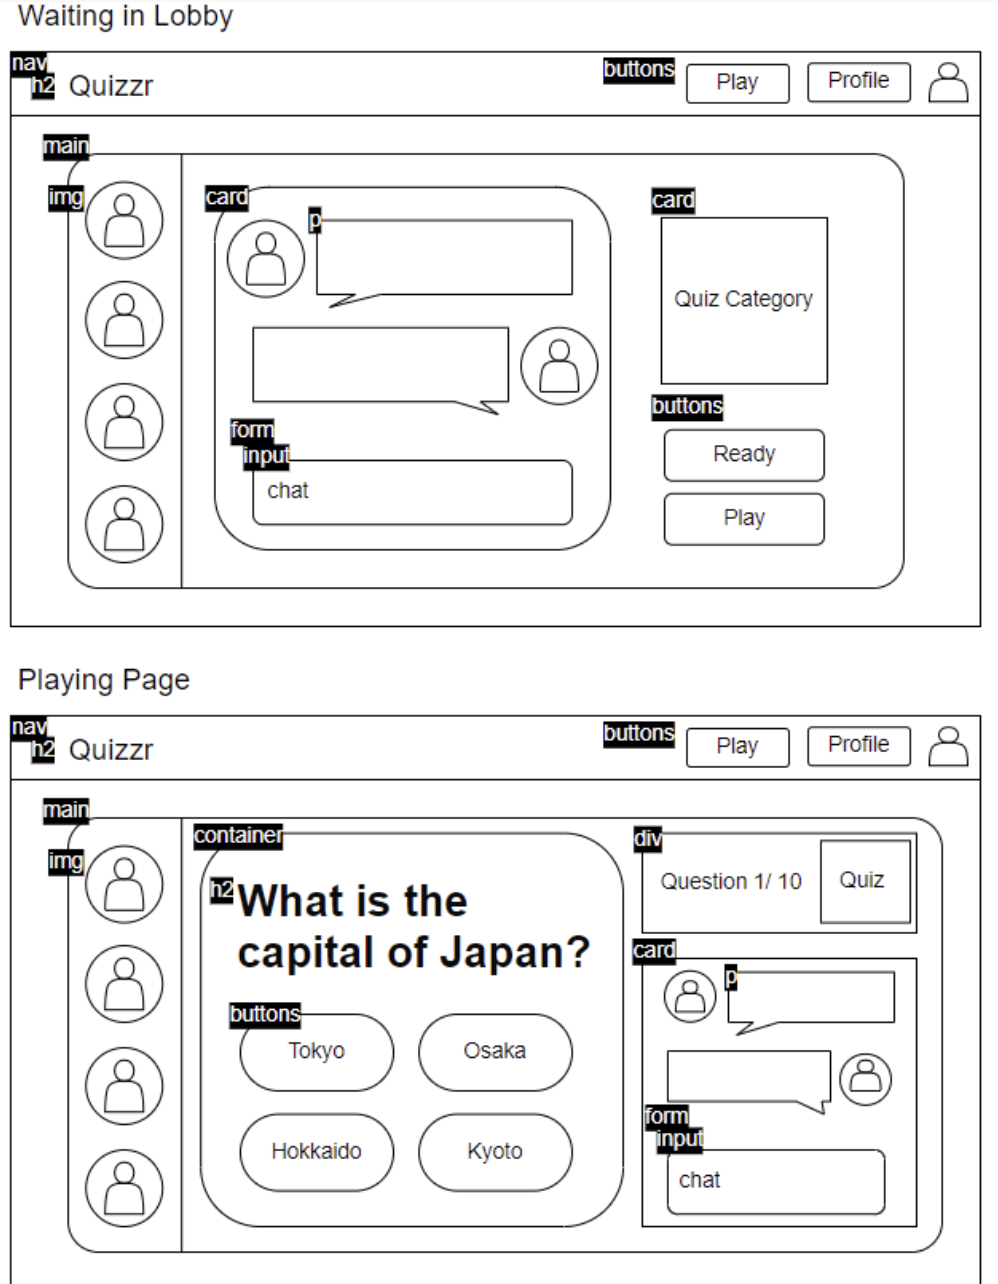 Waiting in Lobby
nav
h2 Quizzr
buttons Play Profile
main
img
card
p
card
Quiz Category
form
input
chat
buttons
Ready
Play
Playing Page
nav
h2 Quizzr
buttons Play Profile
main
img
container
h2 What is the
capital of Japan?
buttons
Tokyo Osaka
Hokkaido Kyoto
div
Question 1/ 10 Quiz
card
p
form
input
chat